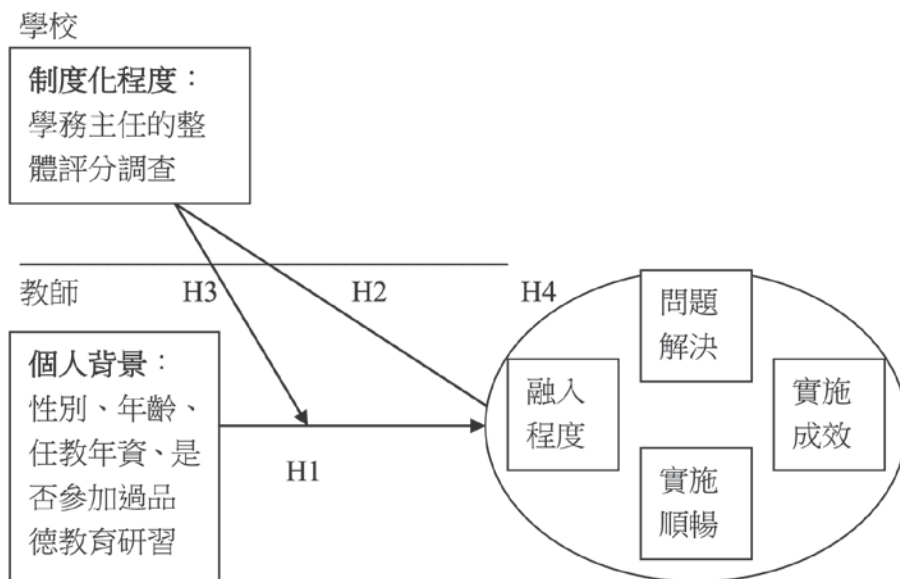 學校
制度化程度：
學務主任的整
體評分調查
教師
H3
H2
H4
個人背景：
性別、年齡、
任教年資、是
否參加過品
德教育研習
H1
問題
解決
融入
程度
實施
成效
實施
順暢